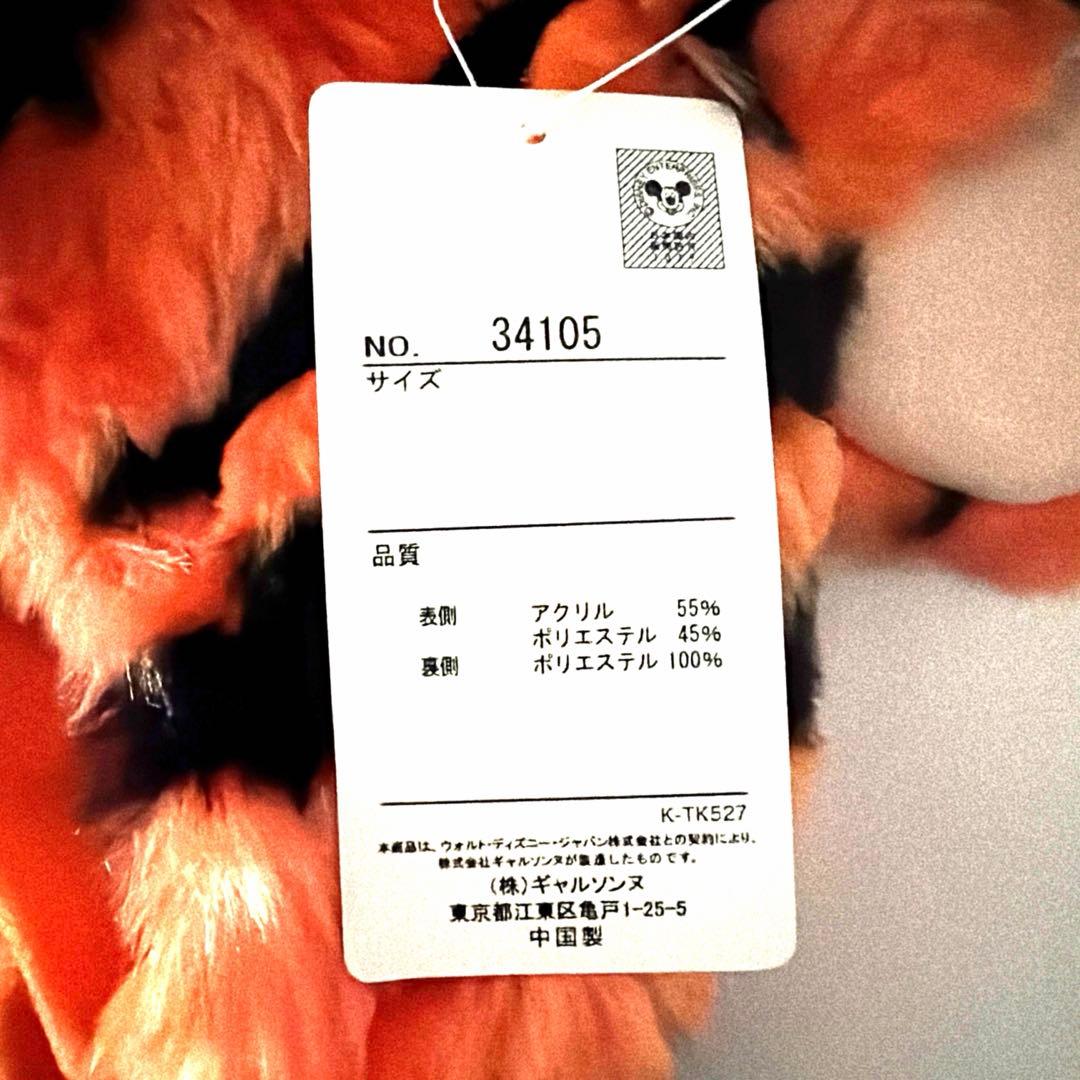 ENTERPRISES
NO. 34105
サイズ
品質
表側 アクリル 55%
ポリエステル 45%
裏側 ポリエステル 100%
K-TK527
本商品は、ウォルト・ディズニー・ジャパン株式会社との契約により、
株式会社ギャルソンヌが製造したものです。
(株)ギャルソンヌ
東京都江東区亀戸1-25-5
中国製